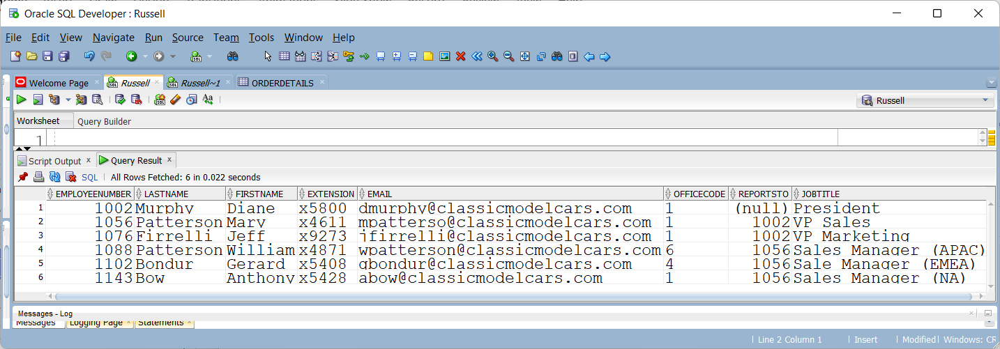 Oracle SQL Developer : Russell
File Edit View Navigate Run Source Team Tools Window Help
Welcome Page Russell Russell~1 ORDERDETAILS
Russell
Worksheet Query Builder
1
Script Output x Query Result x
SQL All Rows Fetched: 6 in 0.022 seconds
EMPLOYEENUMBER LASTNAME FIRSTNAME EXTENSION EMAIL OFFICECODE REPORTSTO JOBTITLE
1 1002 Murphy Diane x5800 dmurphy@classicmodelcars.com 1 (null) President
2 1056 Patterson Mary x4611 mpatterso@classicmodelcars.com 1 1002 VP Sales
3 1076 Firrelli Jeff x9273 jfirrelli@classicmodelcars.com 1 1002 VP Marketing
4 1088 Patterson William x4871 wpatterson@classicmodelcars.com 6 1056 Sales Manager (APAC)
5 1102 Bondur Gerard x5408 gbondur@classicmodelcars.com 4 1056 Sale Manager (EMEA)
6 1143 Bow Anthony x5428 abow@classicmodelcars.com 1 1056 Sales Manager (NA)
Messages - Log
Messages Logging Page Statements
Line 2 Column 1 Insert Modified Windows: CR